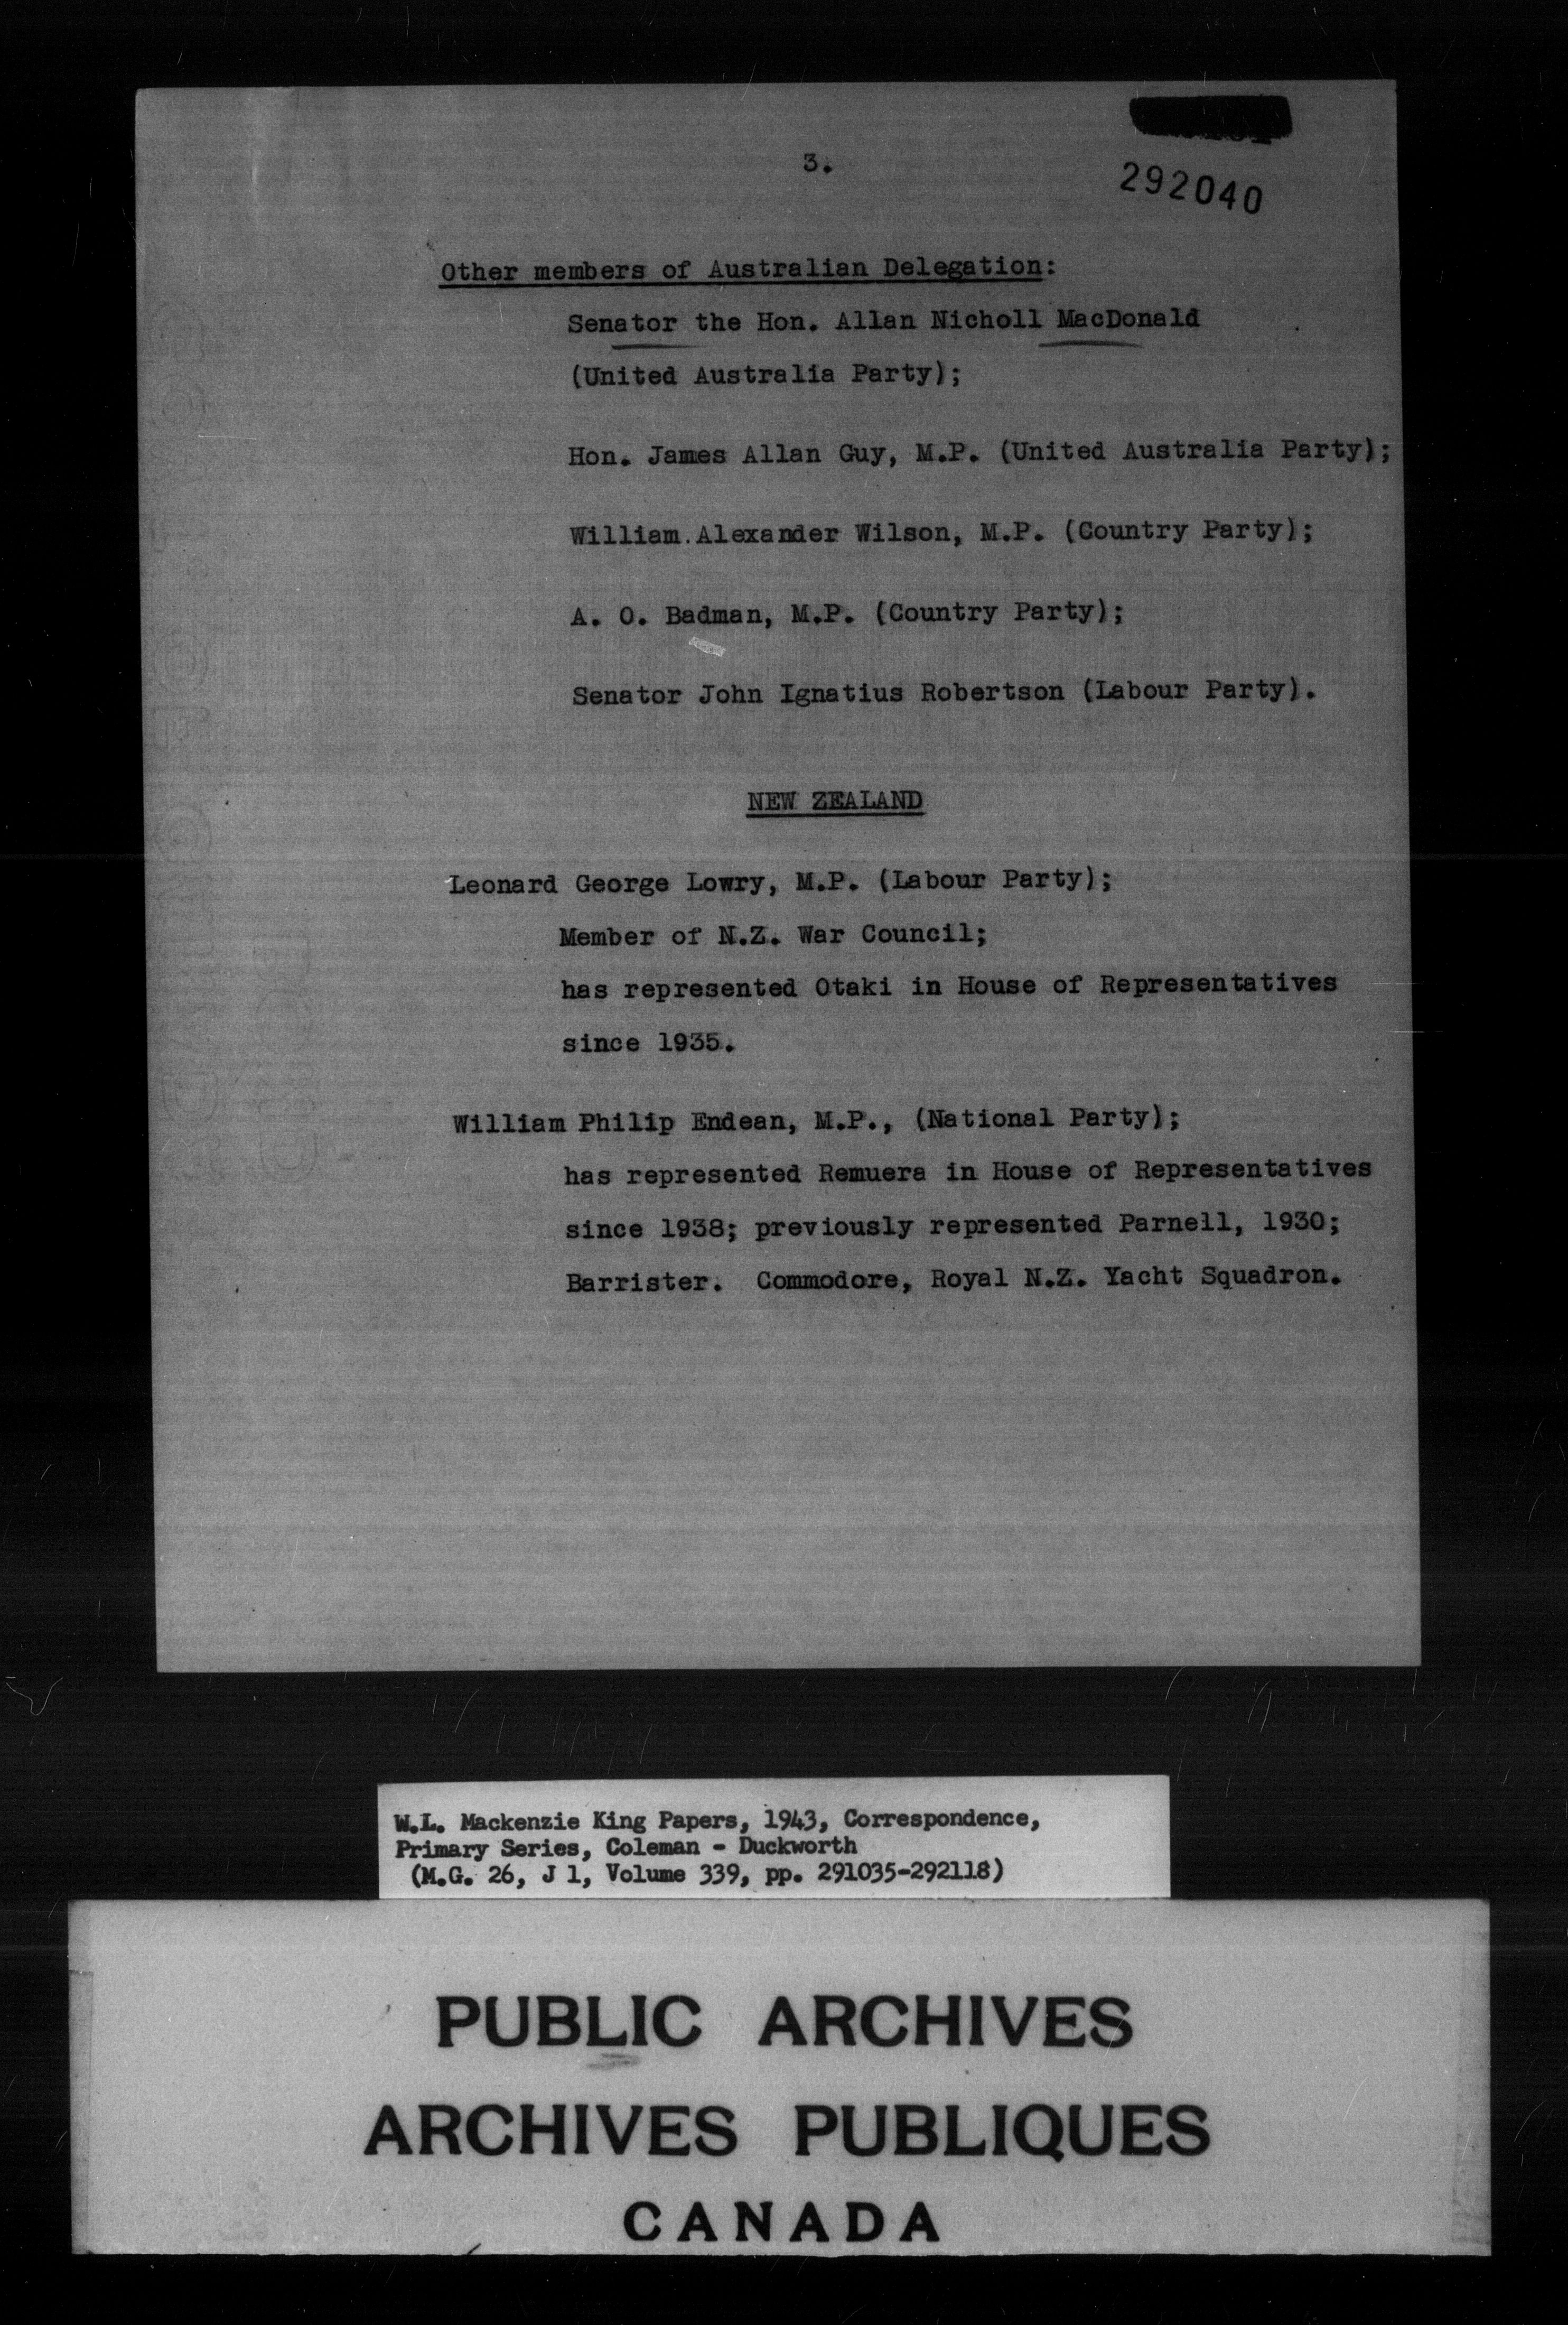 3.
292040
Other members of Australian Delegation:
Senator the Hon. Allan Nicholl MacDonald
(United Australia Party);
Hon. James Allan Guy, M.P. (United Australia Party);
William.Alexander Wilson, M.P. (Country Party);
A. O. Badman, M.P. (Country Party);
Senator John Ignatius Robertson (Labour Party).
NEW ZEALAND
Leonard George Lowry, M.P. (Labour Party);
Member of N.Z. War Council;
has represented Otaki in House of Representatives
since 1935.
William Philip Endean, M.P., (National Party);
has represented Remuera in House of Representatives
since 1938; previously represented Parnell, 1930;
Barrister. Commodore, Royal N.Z. Yacht Squadron.
W.L. Mackenzie King Papers, 1943, Correspondence,
Primary Series, Coleman - Duckworth
(M.G. 26, J 1, Volume 339, pp. 291035-292118)
PUBLIC ARCHIVES
ARCHIVES PUBLIQUES
CANADA